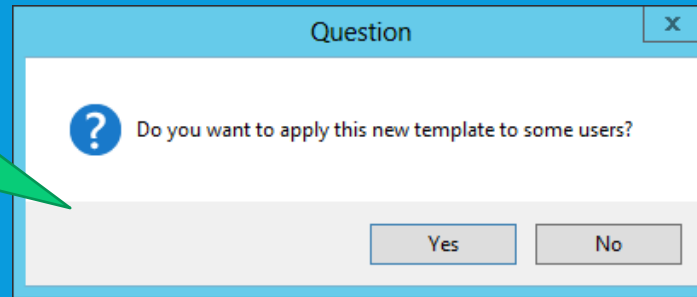 Question
x
? Do you want to apply this new template to some users?
Yes No